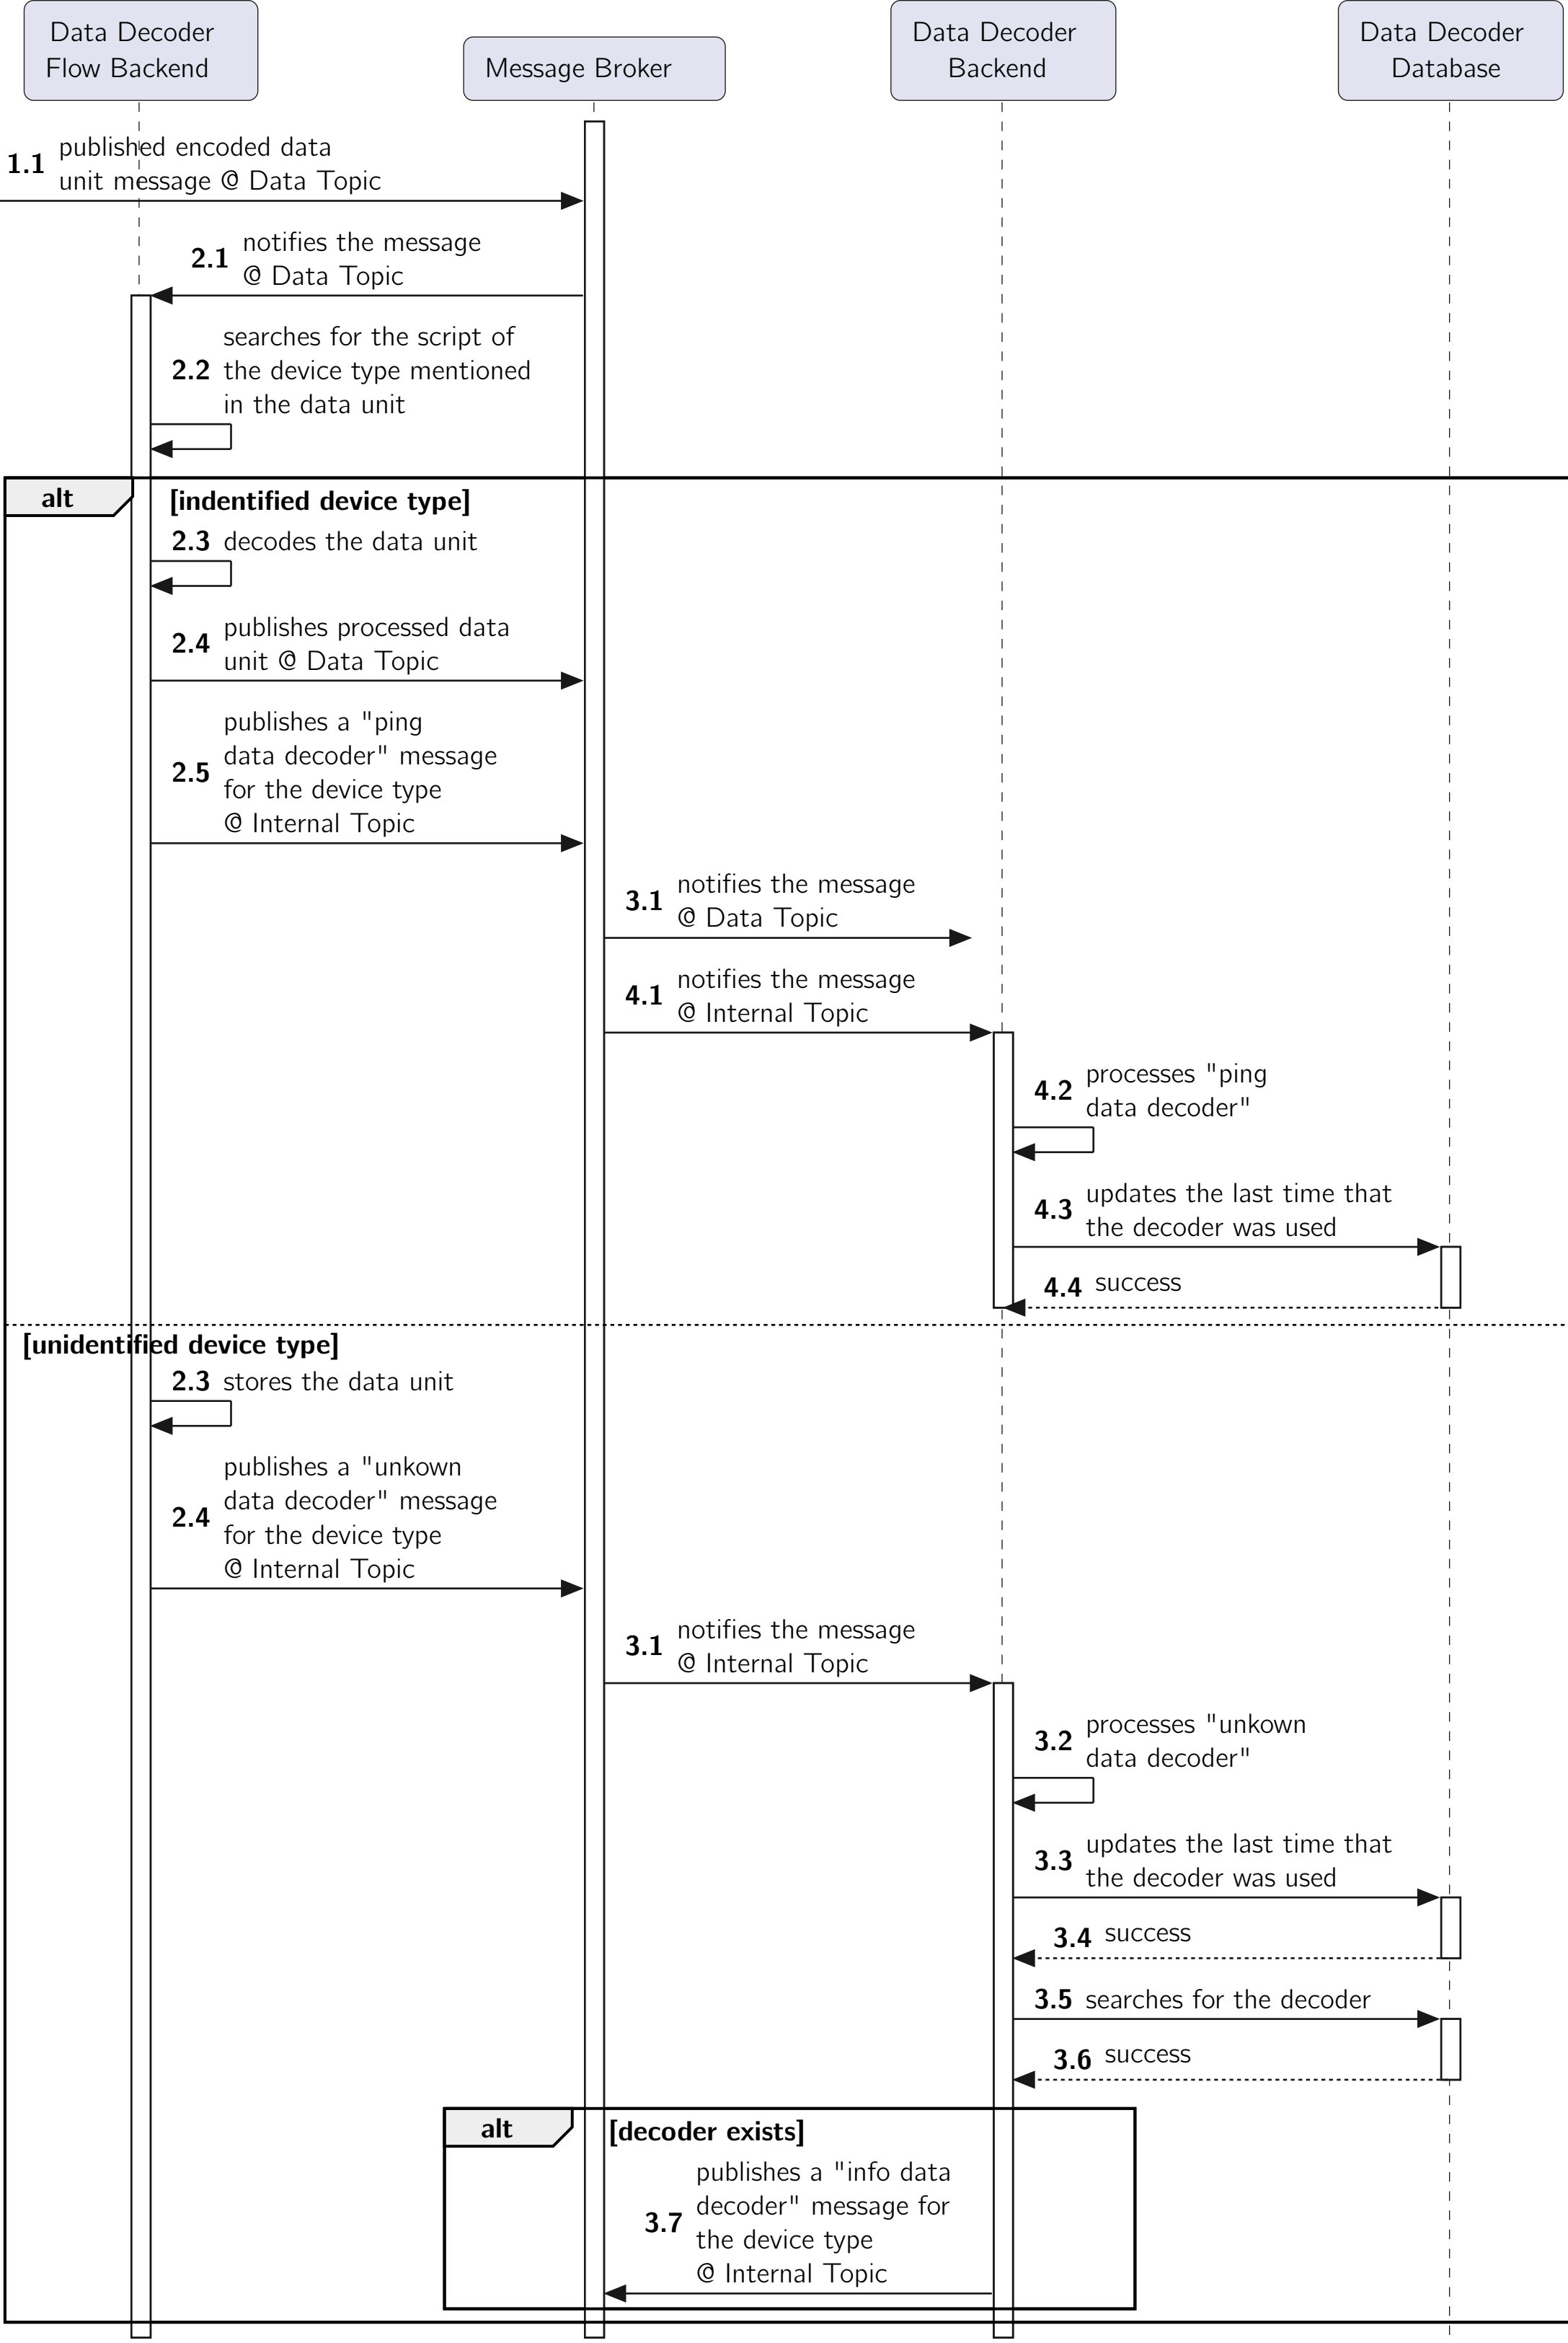 Data Decoder
Flow Backend
Message Broker
Data Decoder
Backend
Data Decoder
Database
1.1 published encoded data
unit message @ Data Topic
2.1 notifies the message
@ Data Topic
2.2 searches for the script of
the device type mentioned
in the data unit
alt [indentified device type]
2.3 decodes the data unit
2.4 publishes processed data
unit @ Data Topic
2.5 publishes a "ping
data decoder" message
for the device type
@ Internal Topic
3.1 notifies the message
@ Data Topic
4.1 notifies the message
@ Internal Topic
4.2 processes "ping
data decoder"
4.3 updates the last time that
the decoder was used
4.4 success
[unidentified device type]
2.3 stores the data unit
2.4 publishes a "unkown
data decoder" message
for the device type
@ Internal Topic
3.1 notifies the message
@ Internal Topic
3.2 processes "unkown
data decoder"
3.3 updates the last time that
the decoder was used
3.4 success
3.5 searches for the decoder
3.6 success
alt [decoder exists]
3.7 publishes a "info data
decoder" message for
the device type
@ Internal Topic